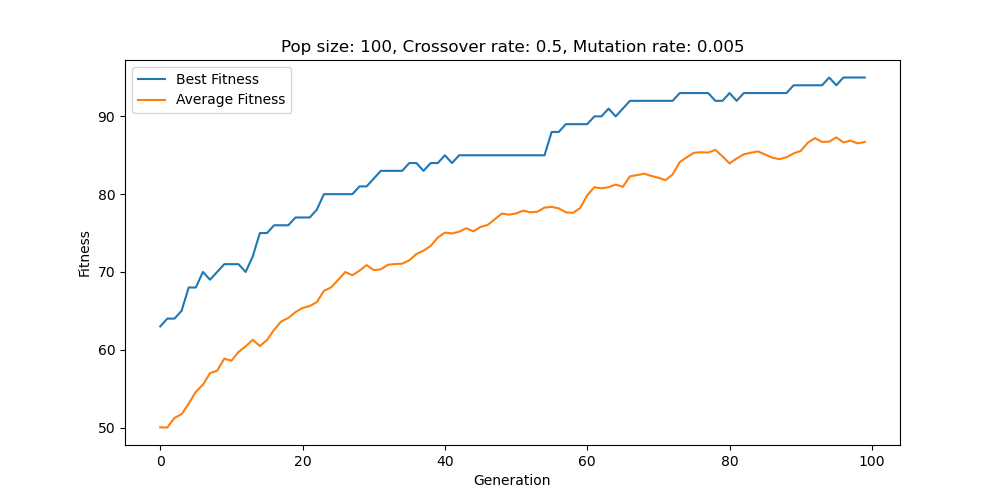 Pop size: 100, Crossover rate: 0.5, Mutation rate: 0.005
Best Fitness
Average Fitness
90
80
70
60
50
Fitness
0 20 40 60 80 100
Generation